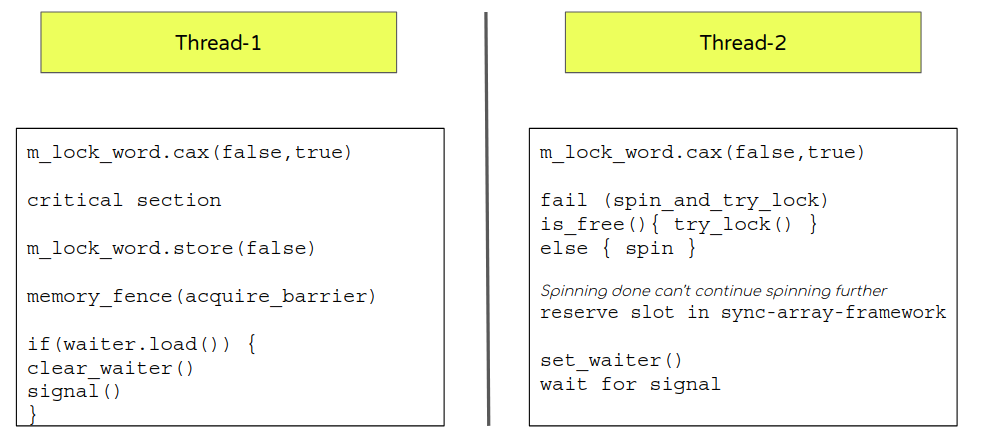 Thread-1
m_lock_word.cax(false,true)
critical section
m_lock_word.store(false)
memory_fence(acquire_barrier)
if(waiter.load()) {
clear_waiter()
signal()
}
Thread-2
m_lock_word.cax(false,true)
fail (spin_and_try_lock)
is_free(){ try_lock() }
else { spin }
Spinning done can't continue spinning further
reserve slot in sync-array-framework
set_waiter()
wait for signal